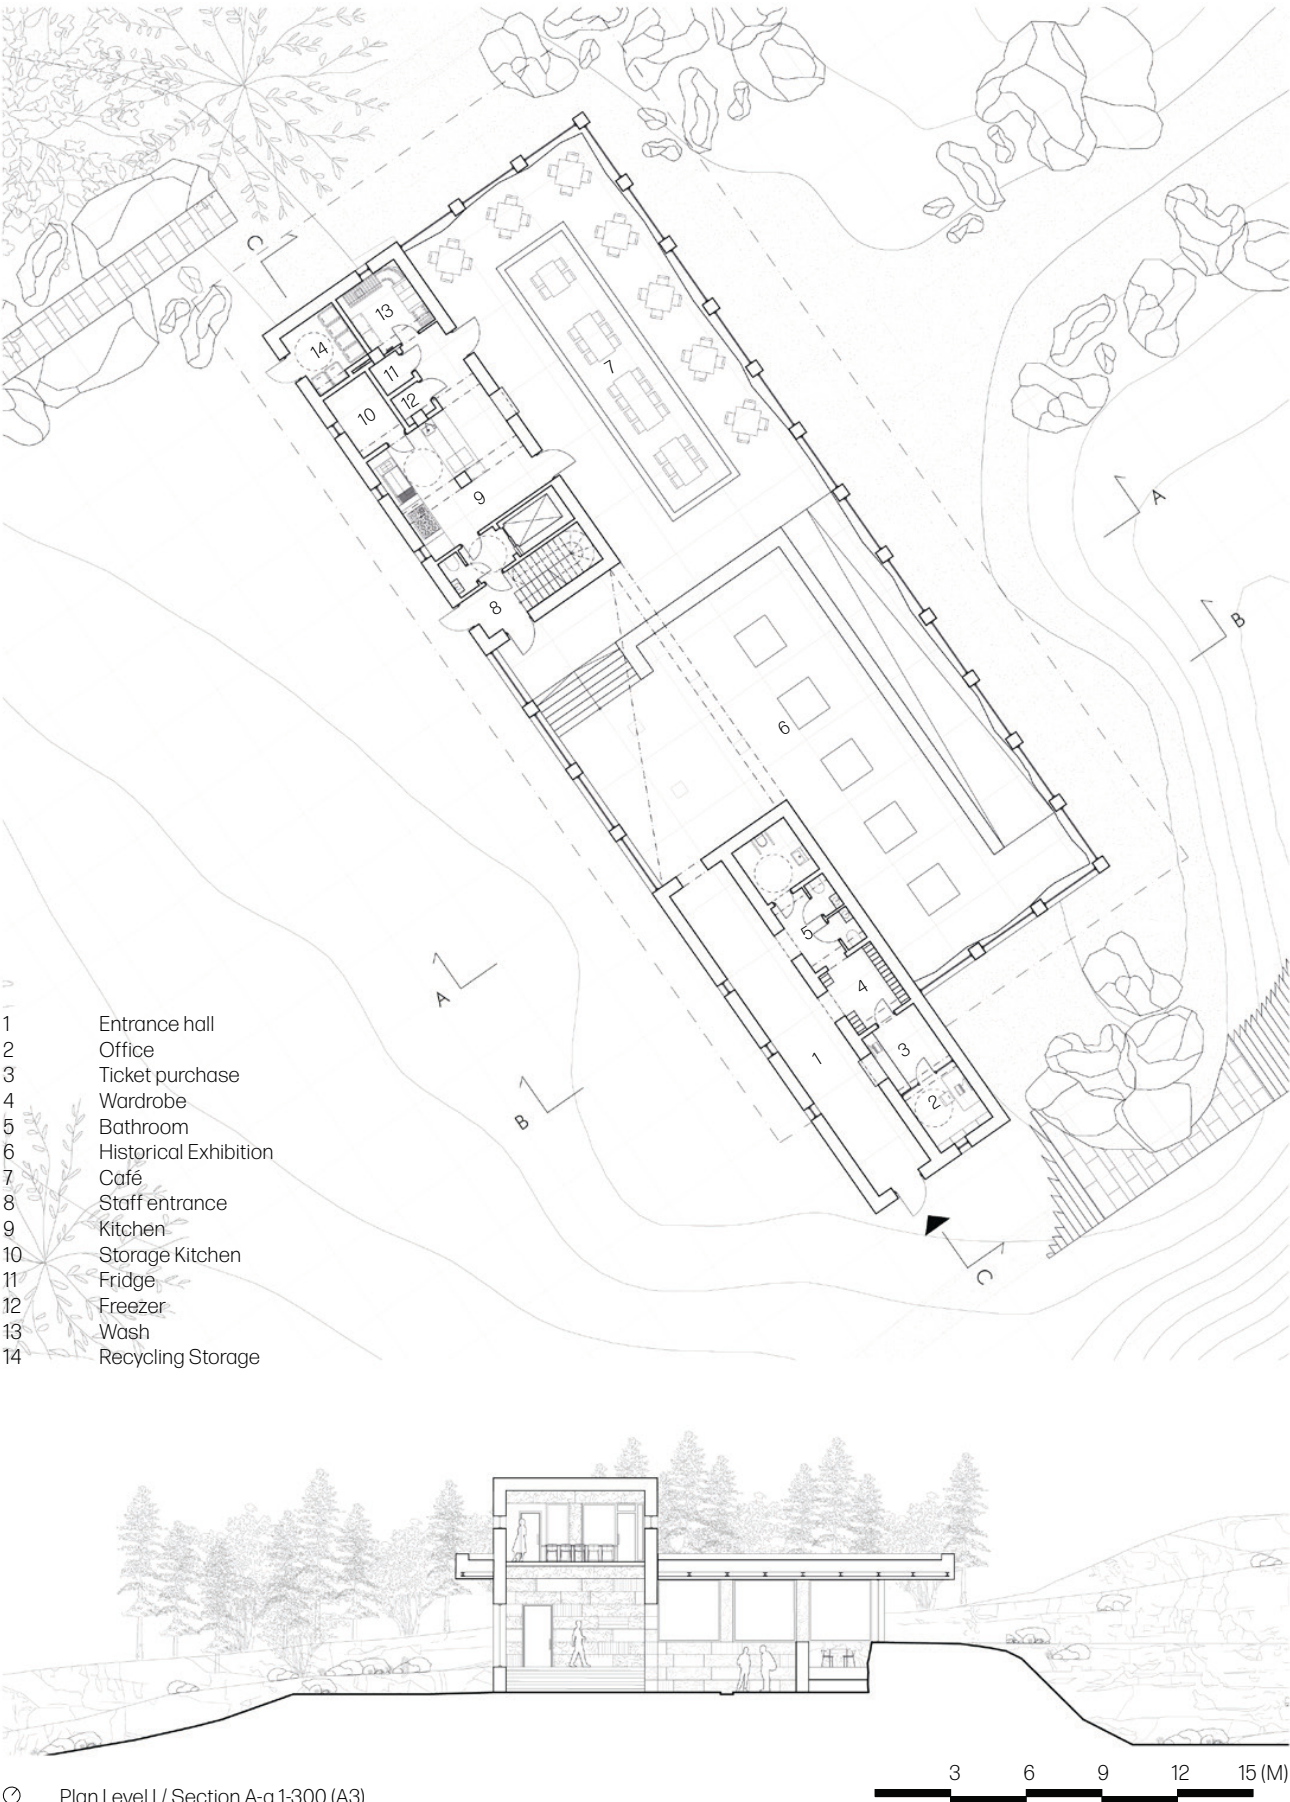 C
13
14
11
12
10
7
9
8
A
B
6
5
4
A
3
1
2
B
C
1 Entrance hall
2 Office
3 Ticket purchase
4 Wardrobe
5 Bathroom
6 Historical Exhibition
7 Café
8 Staff entrance
9 Kitchen
10 Storage Kitchen
11 Fridge
12 Freezer
13 Wash
14 Recycling Storage
3 6 9 12 15 (M)
Plan Level I / Section A-a 1-300 (A3)